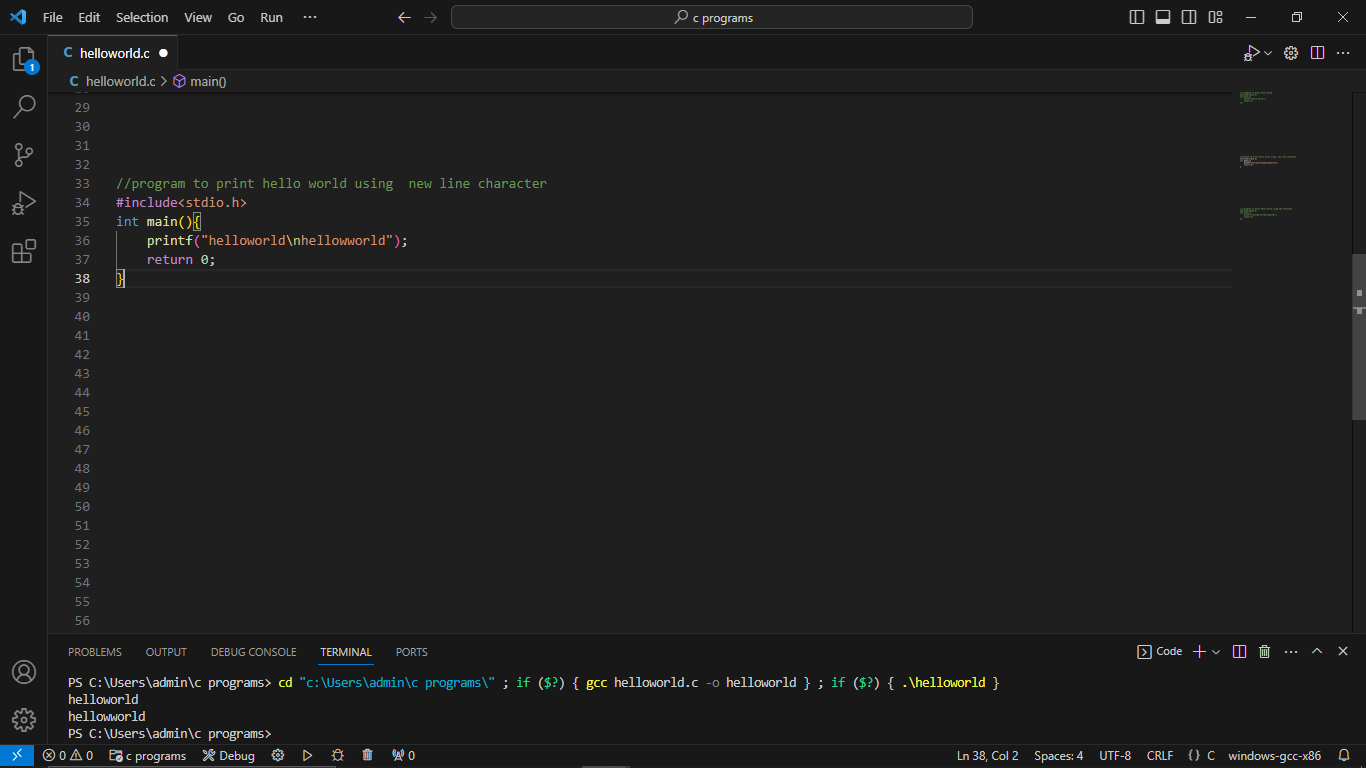 File Edit Selection View Go Run ··· c programs
C helloworld.c
C helloworld.c > main()
1
29
30
31
32
33 //program to print hello world using  new line character
34 #include<stdio.h>
35 int main(){
36     printf("helloworld\nhellowworld");
37     return 0;
38 }
39
40
41
42
43
44
45
46
47
48
49
50
51
52
53
54
55
56
PROBLEMS OUTPUT DEBUG CONSOLE TERMINAL PORTS Code
PS C:\Users\admin\c programs> cd "c:\Users\admin\c programs\" ; if ($?) { gcc helloworld.c -o helloworld } ; if ($?) { .\helloworld }
helloworld
hellowworld
PS C:\Users\admin\c programs>
0 0 c programs Debug 0 Ln 38, Col 2 Spaces: 4 UTF-8 CRLF {} C windows-gcc-x86